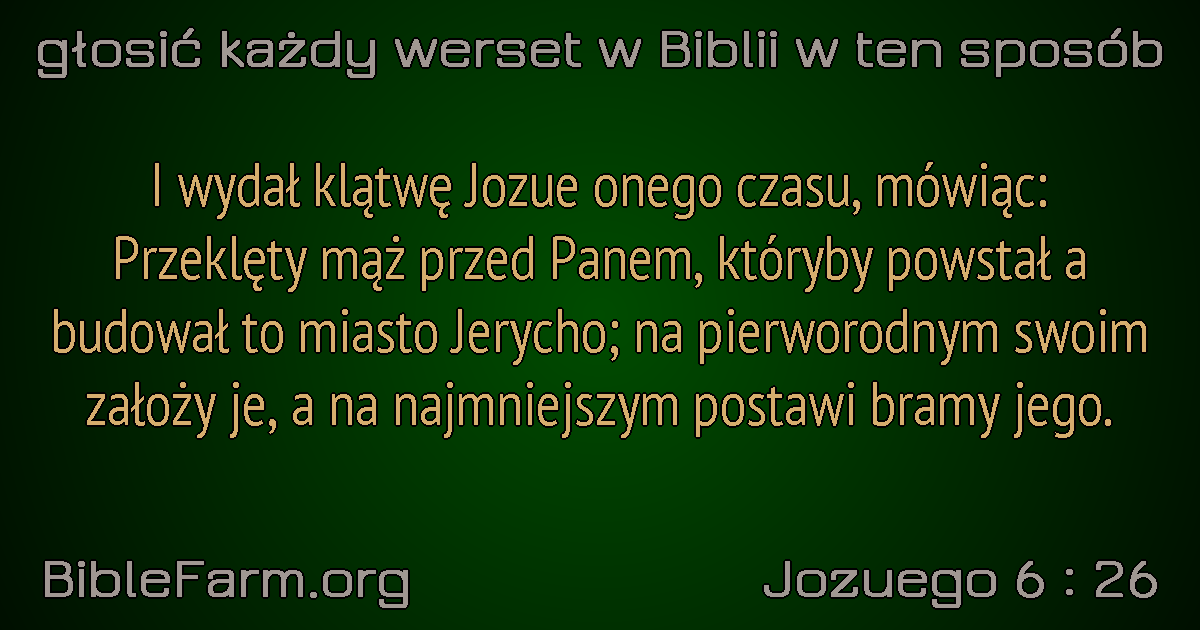 głosić każdy werset w Biblii w ten sposób
I wydał klątwę Jozue onego czasu, mówiąc:
Przeklęty mąż przed Panem, któryby powstał a
budował to miasto Jerycho; na pierworodnym swoim
założy je, a na najmniejszym postawi bramy jego.
BibleFarm.org
Jozuego 6 : 26